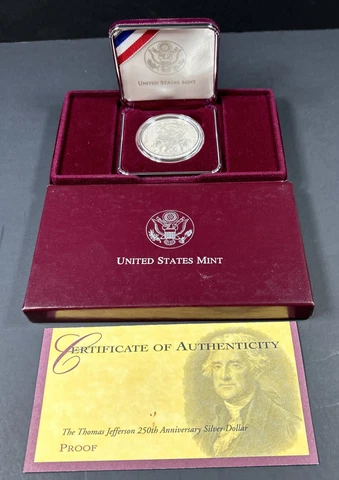 UNITED STATES MINT
UNITED STATES MINT
CERTIFICATE OF AUTHENTICITY
The Thomas Jefferson 250th Anniversary Silver Dollar
PROOF